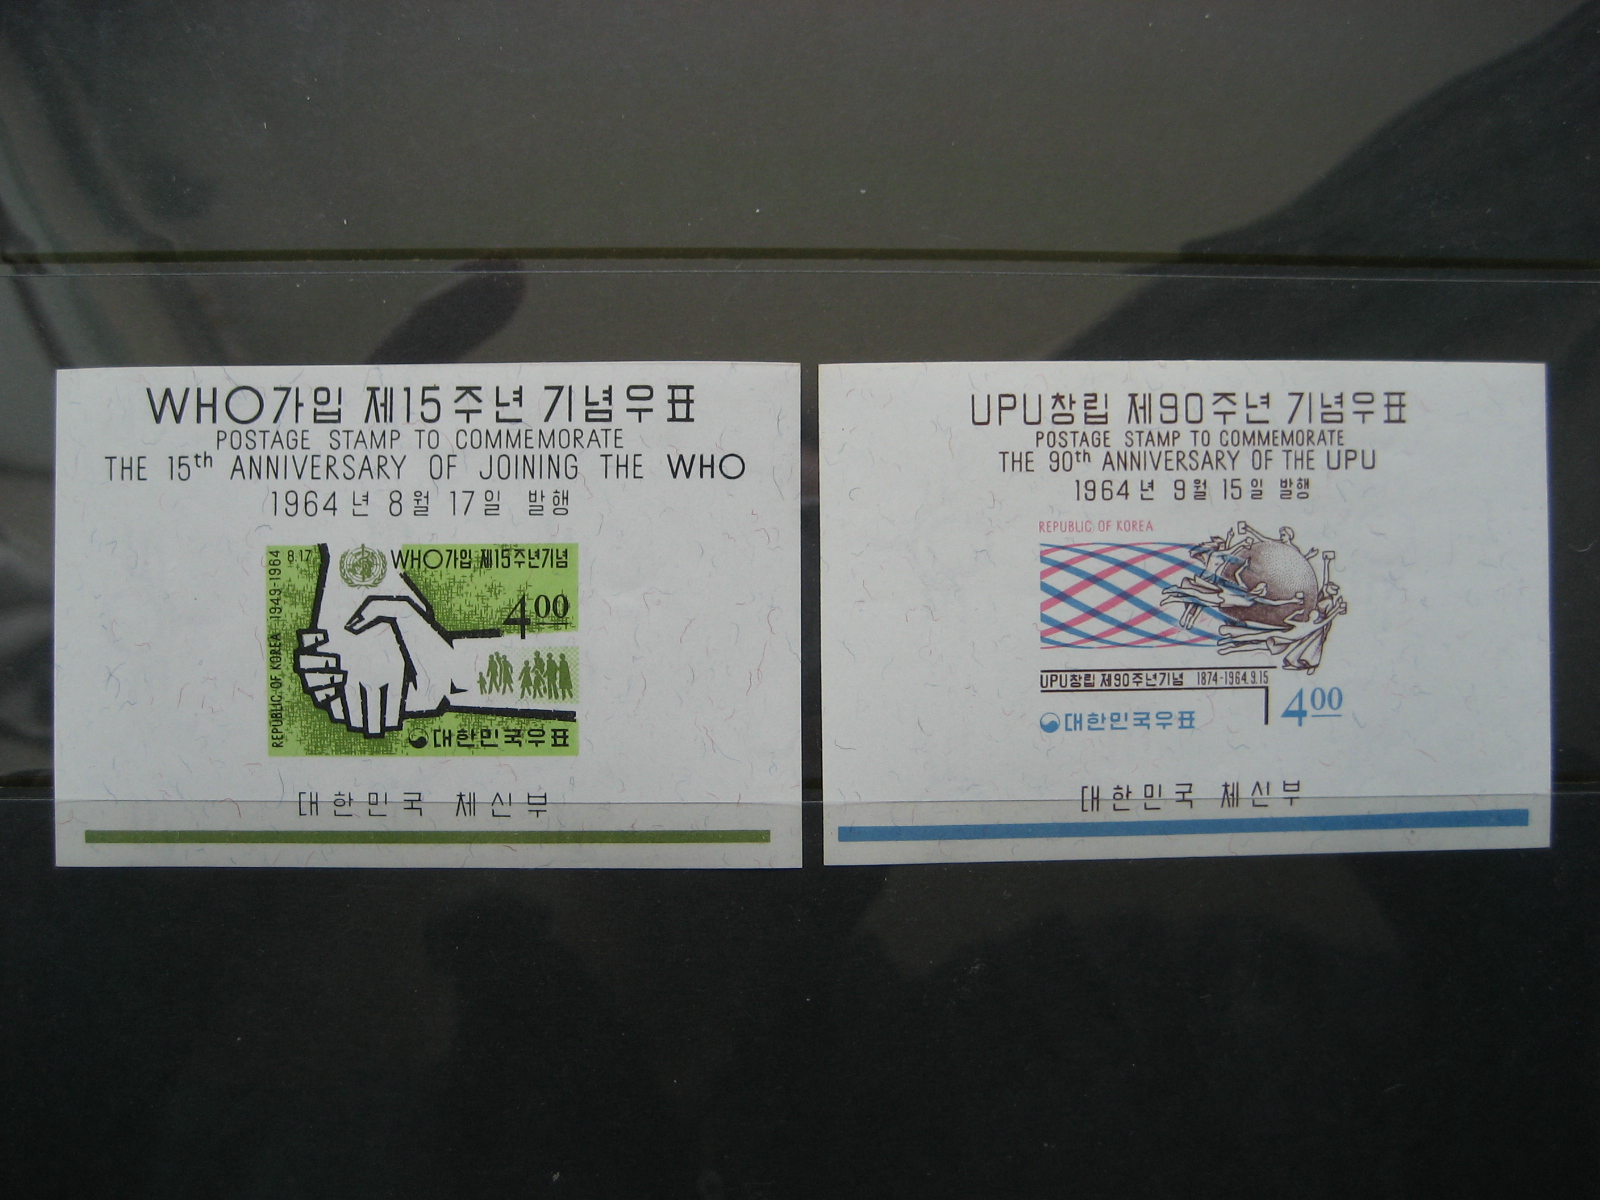 WHO가입 제15주년 기념우표
POSTAGE STAMP TO COMMEMORATE
THE 15th ANNIVERSARY OF JOINING THE WHO
1964년 8월 17일 발행
8.17
WHO가입 제15주년기념
REPUBLIC OF KOREA 1949-1964
4.00
대한민국우표
대한민국 체신부
UPU창립 제90주년 기념우표
POSTAGE STAMP TO COMMEMORATE
THE 90th ANNIVERSARY OF THE UPU
1964년 9월 15일 발행
REPUBLIC OF KOREA
UPU창립 제90주년기념 1874-1964.9.15
400
대한민국우표
대한민국 체신부